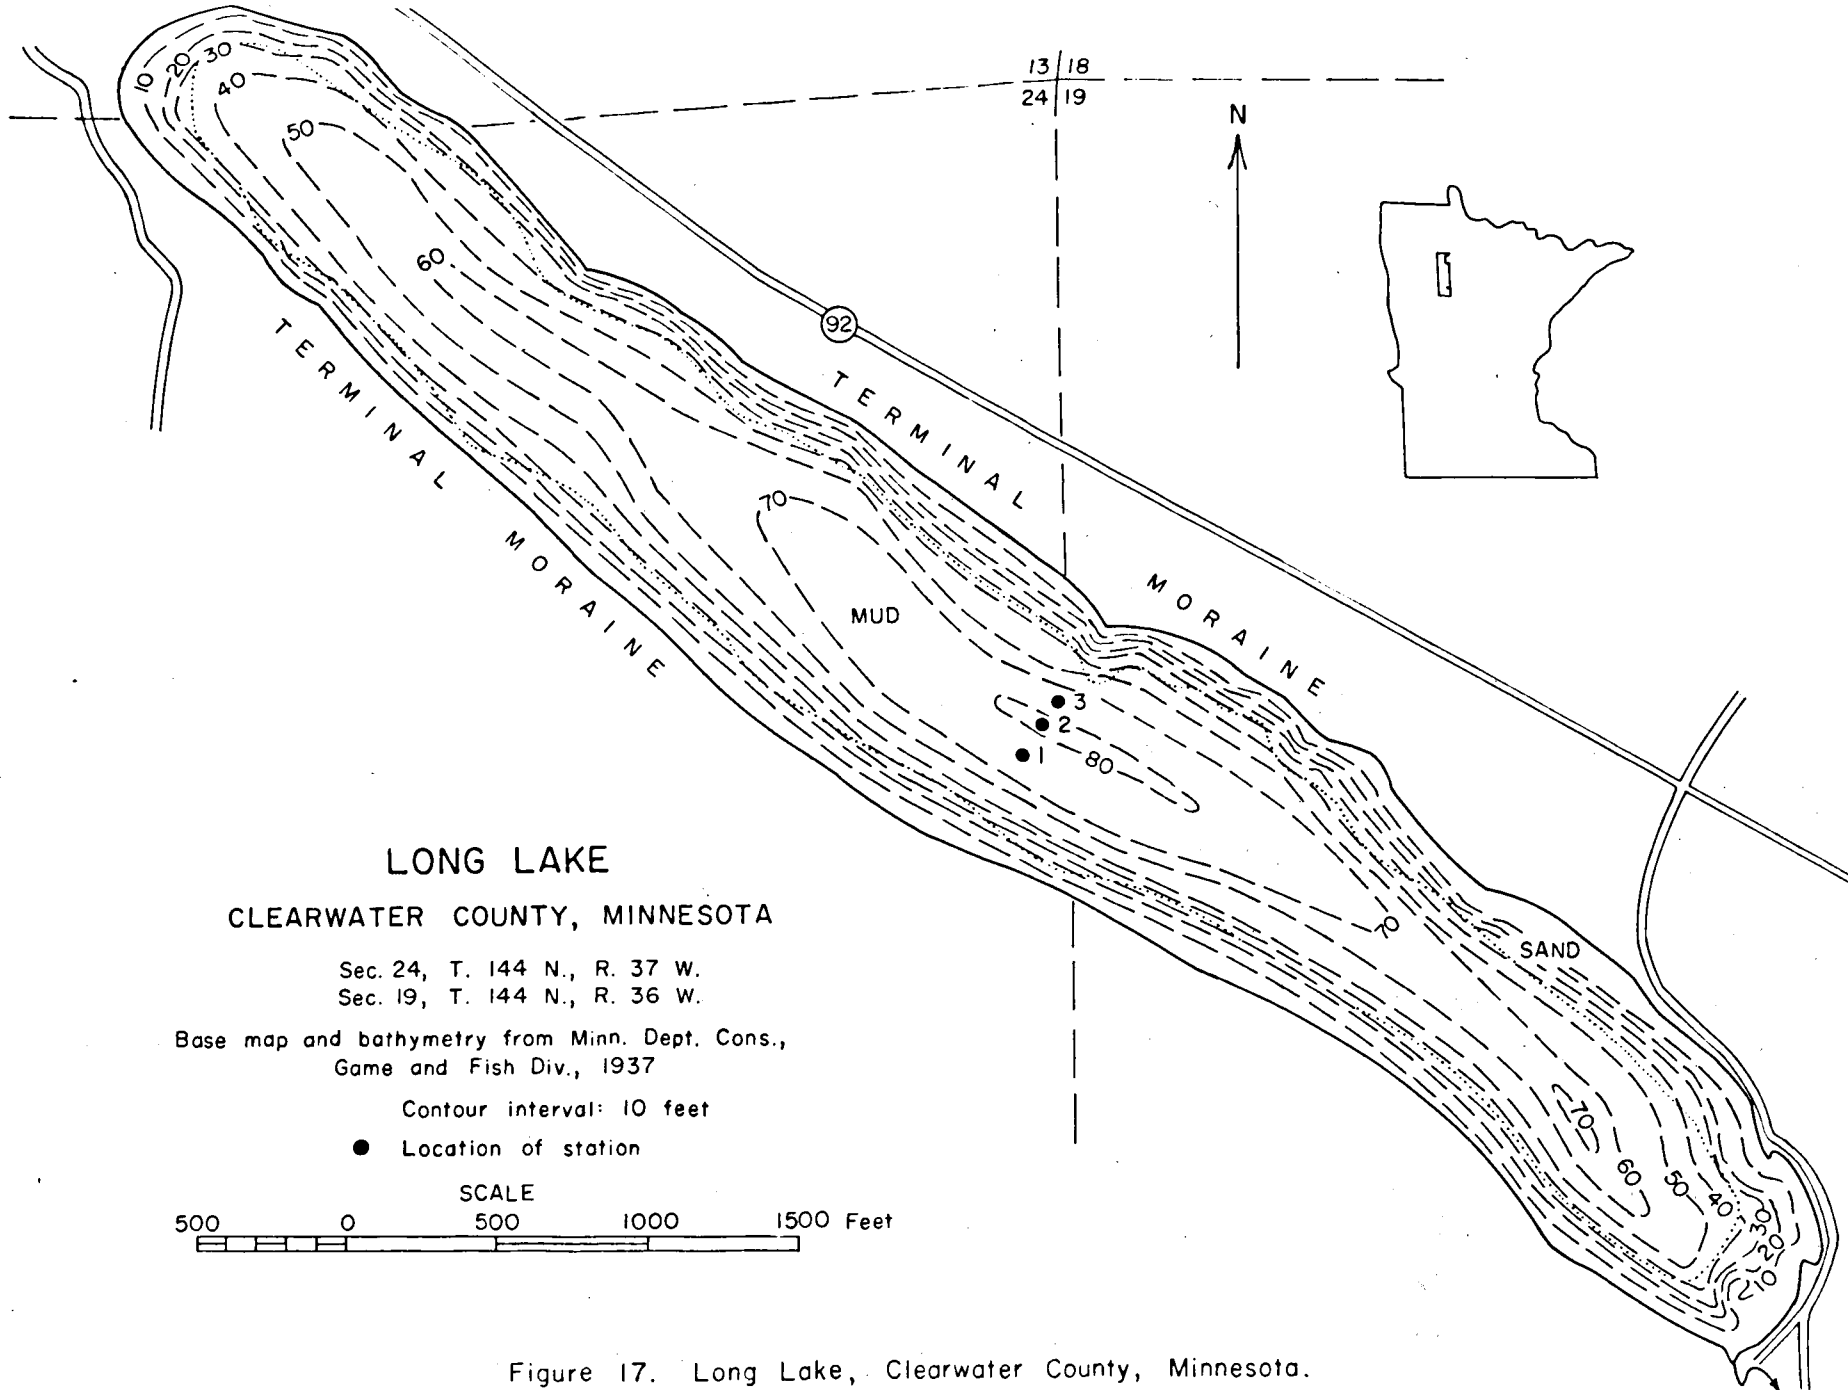 13 18
24 19
N
10
20
30
40
50
60
92
TERMINAL MORAINE
TERMINAL MORAINE
70
MUD
3
2
1
80
70
SAND
70
60
50
40
30
20
10
LONG LAKE
CLEARWATER COUNTY, MINNESOTA
Sec. 24, T. 144 N., R. 37 W.
Sec. 19, T. 144 N., R. 36 W.
Base map and bathymetry from Minn. Dept. Cons.,
Game and Fish Div., 1937
Contour interval: 10 feet
Location of station
SCALE
500 0 500 1000 1500 Feet
Figure 17. Long Lake, Clearwater County, Minnesota.